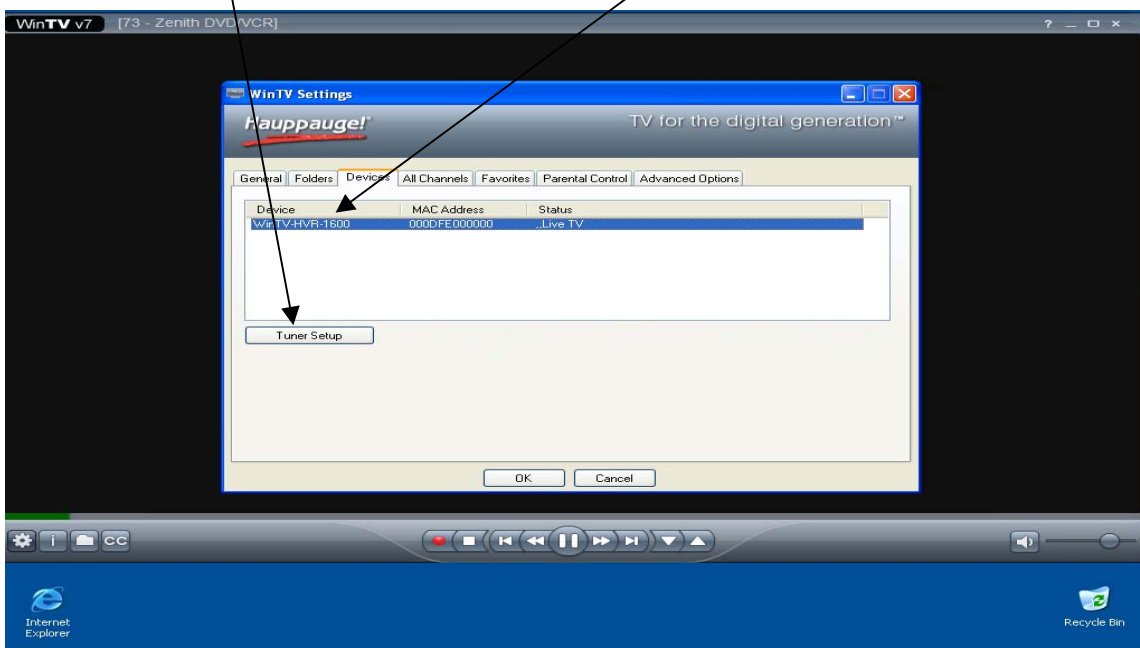 WinTV v7 [73 - Zenith DVD/VCR] ? _ □ ×
WinTV Settings
Hauppauge!™ TV for the digital generation™
General Folders Devices All Channels Favorites Parental Control Advanced Options
Device MAC Address Status
WinTV-HVR-1600 000DFE000000 ,,Live TV
Tuner Setup
OK Cancel
i CC
Internet
Explorer
Recycle Bin